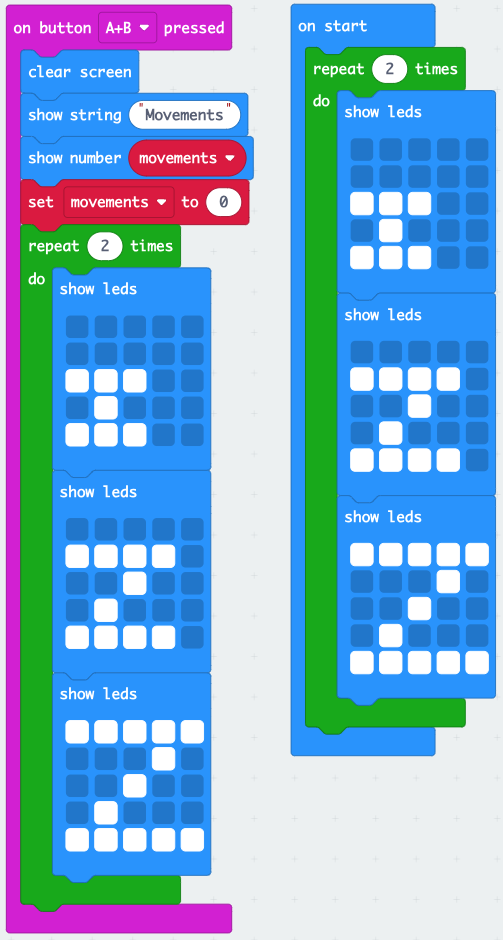 on button A+B pressed
clear screen
show string "Movements"
show number movements
set movements to 0
repeat 2 times
do
show leds
show leds
show leds
on start
repeat 2 times
do
show leds
show leds
show leds